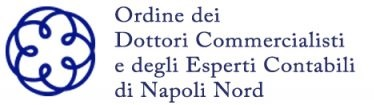 Ordine dei
Dottori Commercialisti
e degli Esperti Contabili
di Napoli Nord